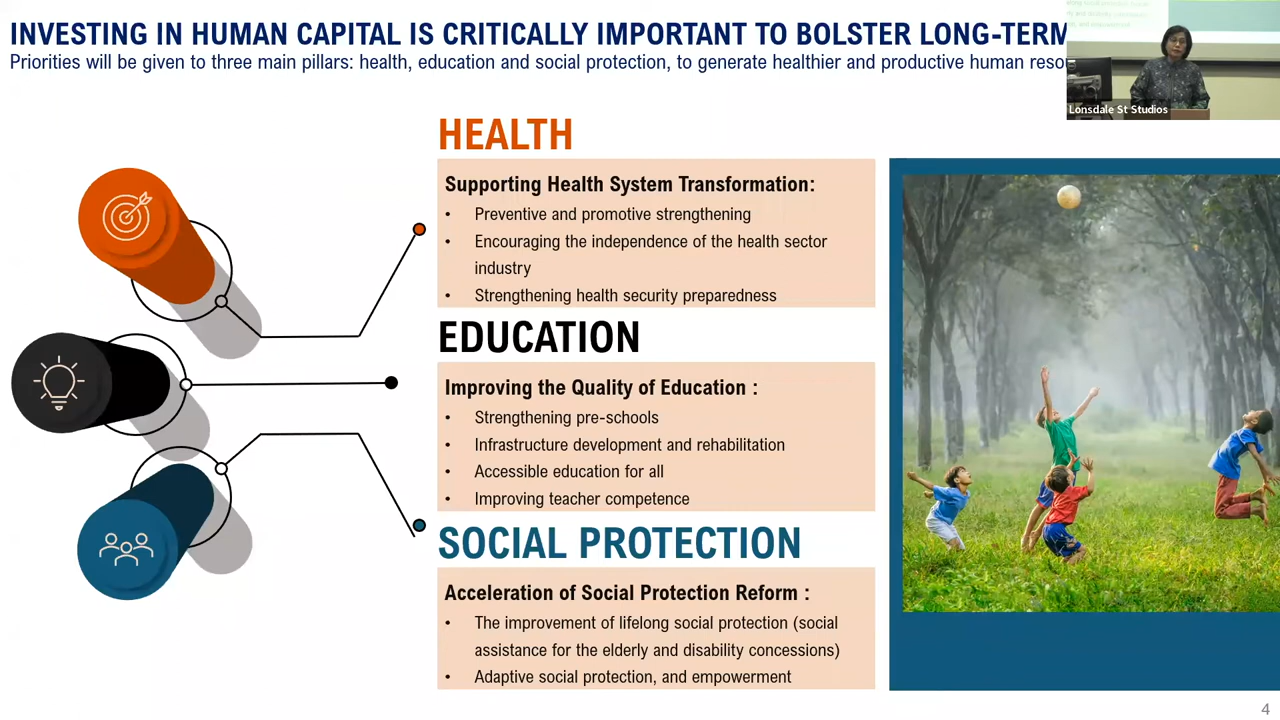 INVESTING IN HUMAN CAPITAL IS CRITICALLY IMPORTANT TO BOLSTER LONG-TERM
Priorities will be given to three main pillars: health, education and social protection, to generate healthier and productive human
Lonsdale St Studios
HEALTH
Supporting Health System Transformation:
• Preventive and promotive strengthening
• Encouraging the independence of the health sector
industry
• Strengthening health security preparedness
EDUCATION
Improving the Quality of Education :
• Strengthening pre-schools
• Infrastructure development and rehabilitation
• Accessible education for all
• Improving teacher competence
SOCIAL PROTECTION
Acceleration of Social Protection Reform :
• The improvement of lifelong social protection (social
assistance for the elderly and disability concessions)
• Adaptive social protection, and empowerment
4